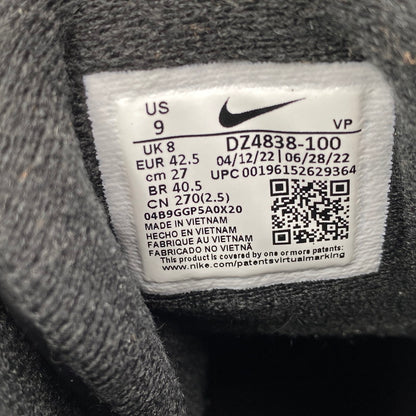 US
9
VP
UK 8
DZ4838-100
EUR 42.5
04/12/22 | 06/28/22
cm 27
UPC 00196152629364
BR 40.5
CN 270(2.5)
04B9GGP5A0X20
MADE IN VIETNAM
HECHO EN VIETNAM
FABRIQUE AU VIETNAM
FABRICADO NO VIETNÃ
This product is covered by one or more patents:
www.nike.com/patentsvirtualmarking